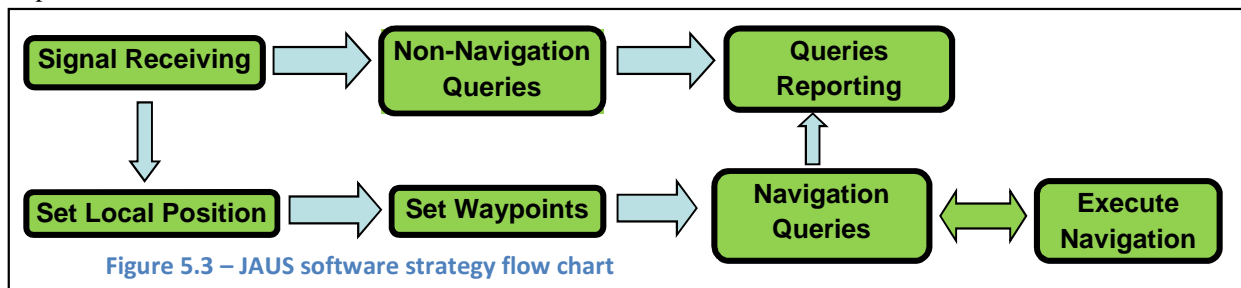 Signal Receiving
Non-Navigation
Queries
Queries
Reporting
Set Local Position
Set Waypoints
Navigation
Queries
Execute
Navigation
Figure 5.3 – JAUS software strategy flow chart